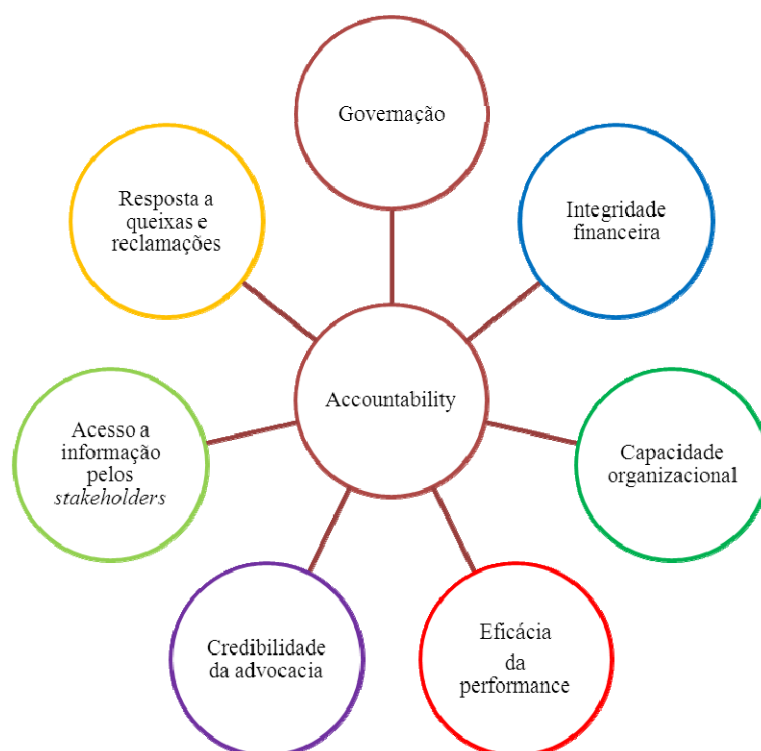 Governação
Integridade
financeira
Capacidade
organizacional
Eficácia
da
performance
Credibilidade
da advocacia
Acesso a
informação
pelos
stakeholders
Resposta a
queixas e
reclamações
Accountability